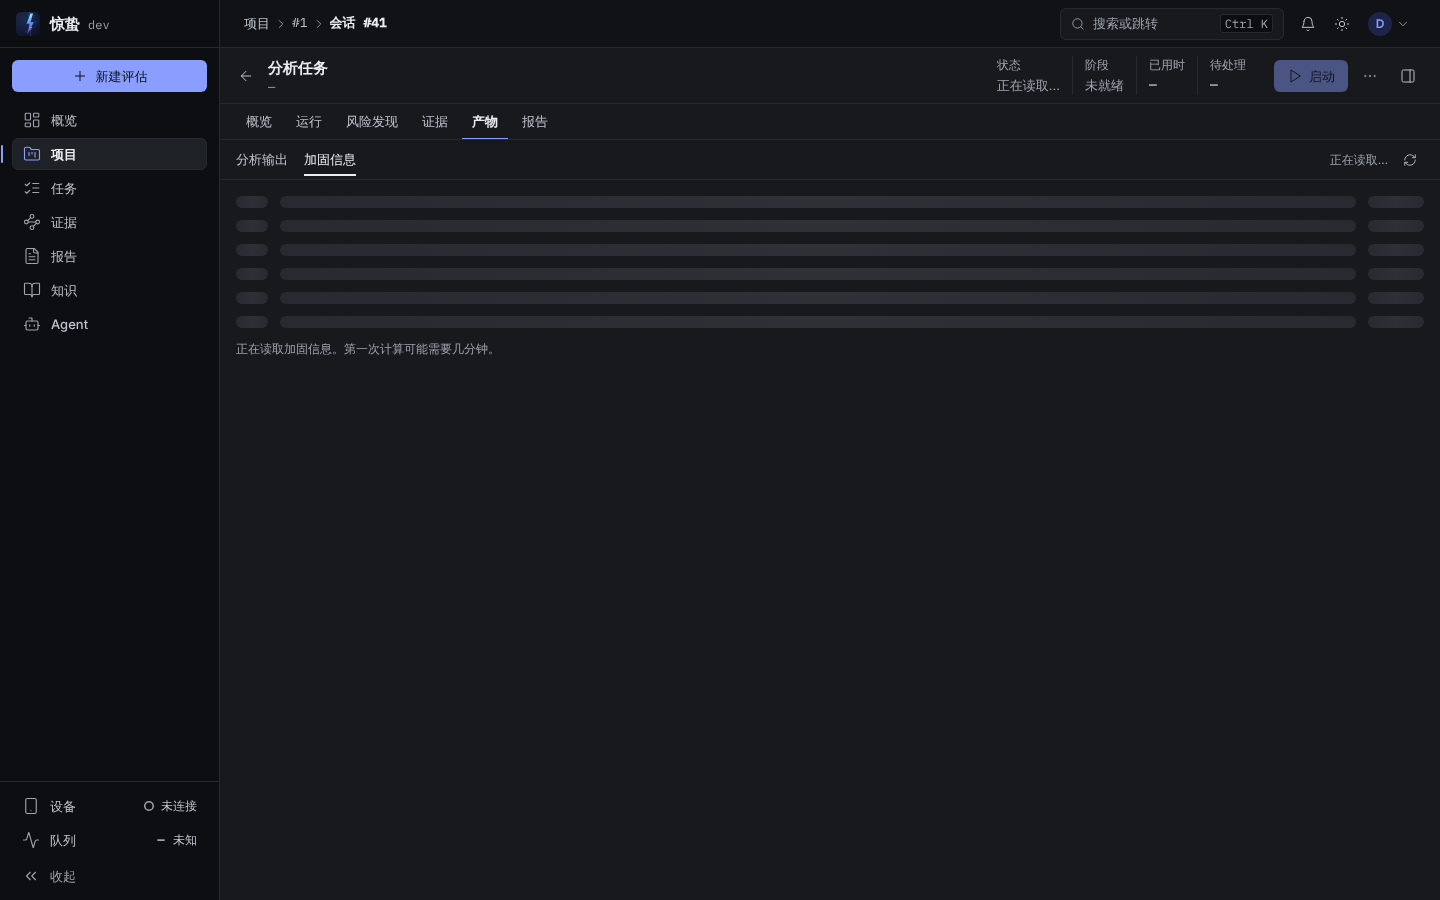 惊蛰 dev
项目 > #1 > 会话 #41
搜索或跳转 Ctrl K
D
新建评估
概览
项目
任务
证据
报告
知识
Agent
分析任务
–
状态 阶段 已用时 待处理
正在读取... 未就绪 – –
启动
概览 运行 风险发现 证据 产物 报告
分析输出 加固信息
正在读取...
正在读取加固信息。第一次计算可能需要几分钟。
设备 未连接
队列 – 未知
收起